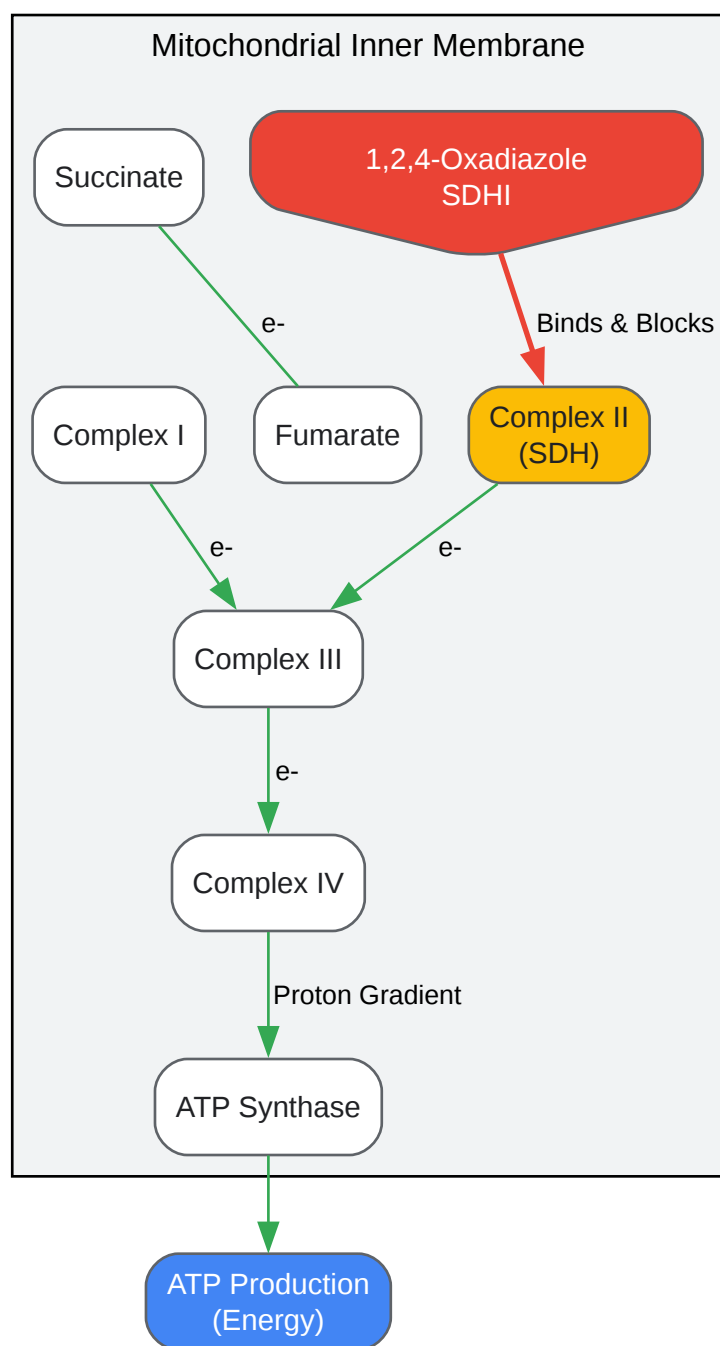 Mitochondrial Inner Membrane
Succinate
1,2,4-Oxadiazole
SDHI
e-
Binds & Blocks
Complex I
Fumarate
Complex II
(SDH)
e-
e-
Complex III
e-
Complex IV
Proton Gradient
ATP Synthase
ATP Production
(Energy)